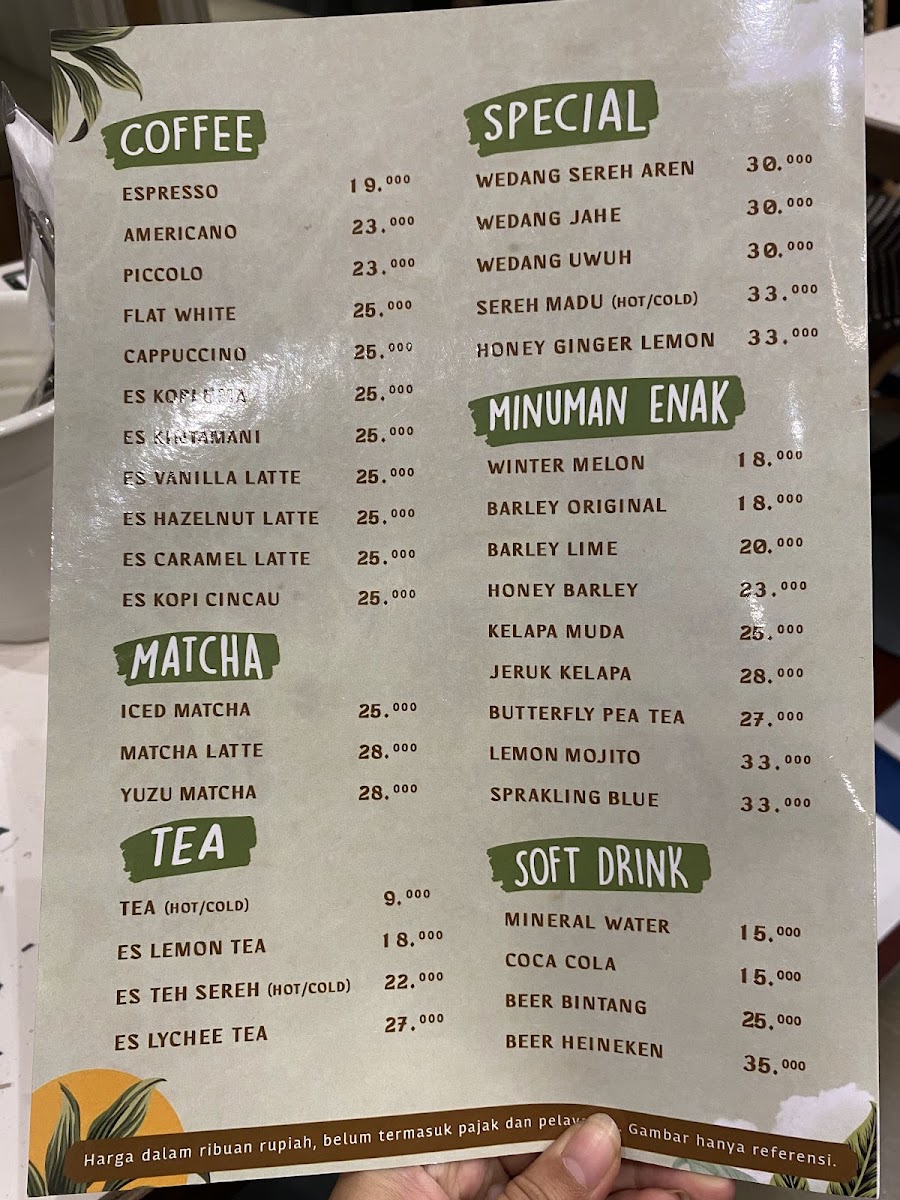 COFFEE
ESPRESSO 19.000
AMERICANO 23.000
PICCOLO 23.000
FLAT WHITE 25.000
CAPPUCCINO 25.000
ES KOPI 25.000
ES KINTAMANI 25.000
ES VANILLA LATTE 25.000
ES HAZELNUT LATTE 25.000
ES CARAMEL LATTE 25.000
ES KOPI CINCAU 25.000
MATCHA
ICED MATCHA 25.000
MATCHA LATTE 28.000
YUZU MATCHA 28.000
TEA
TEA (HOT/COLD) 9.000
ES LEMON TEA 18.000
ES TEH SEREH (HOT/COLD) 22.000
ES LYCHEE TEA 27.000
SPECIAL
WEDANG SEREH AREN 30.000
WEDANG JAHE 30.000
WEDANG UWUH 30.000
SEREH MADU (HOT/COLD) 33.000
HONEY GINGER LEMON 33.000
MINUMAN ENAK
WINTER MELON 18.000
BARLEY ORIGINAL 18.000
BARLEY LIME 20.000
HONEY BARLEY 23.000
KELAPA MUDA 25.000
JERUK KELAPA 28.000
BUTTERFLY PEA TEA 27.000
LEMON MOJITO 33.000
SPRAKLING BLUE 33.000
SOFT DRINK
MINERAL WATER 15.000
COCA COLA 15.000
BEER BINTANG 25.000
BEER HEINEKEN 35.000
Harga dalam ribuan rupiah, belum termasuk pajak dan Gambar hanya referensi.